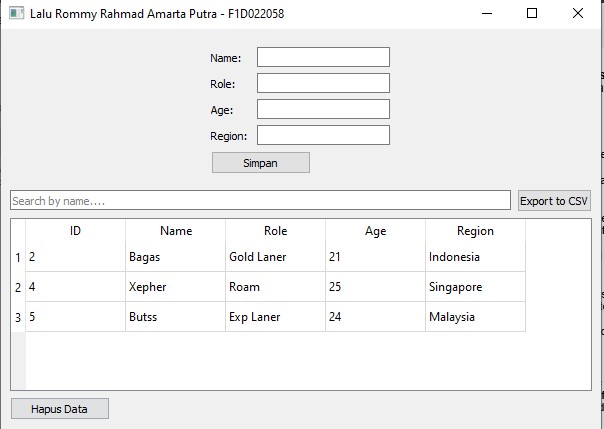 Lalu Rommy Rahmad Amarta Putra - F1D022058
Name:
Role:
Age:
Region:
Simpan
Search by name....
Export to CSV
ID Name Role Age Region
1 2 Bagas Gold Laner 21 Indonesia
2 4 Xepher Roam 25 Singapore
3 5 Butss Exp Laner 24 Malaysia
Hapus Data